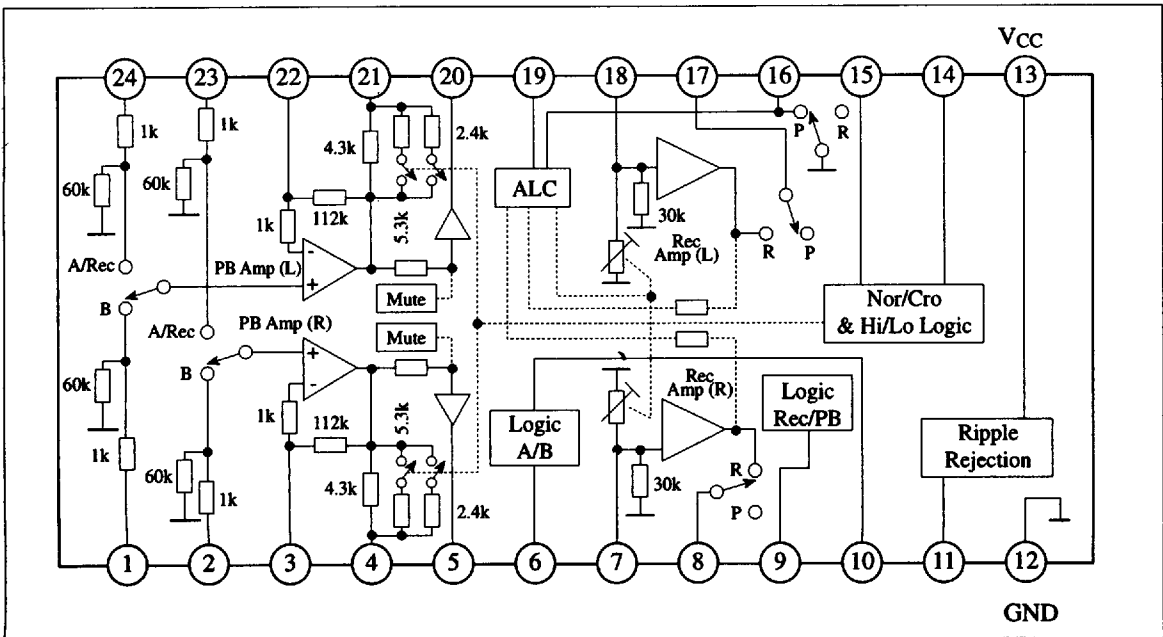 VCC
24 23 22 21 20 19 18 17 16 15 14 13
1k
1k
4.3k
2.4k
P R
60k
60k
ALC
30k
1k
112k
5.3k
Rec
Amp (L)
R P
A/Rec
PB Amp (L)
-
+
Mute
Nor/Cro
& Hi/Lo Logic
B
A/Rec
PB Amp (R)
Mute
B
+
-
60k
1k
112k
5.3k
Logic
A/B
Rec
Amp (R)
Logic
Rec/PB
Ripple
Rejection
1k
60k
1k
4.3k
2.4k
30k
R
P
1 2 3 4 5 6 7 8 9 10 11 12
GND